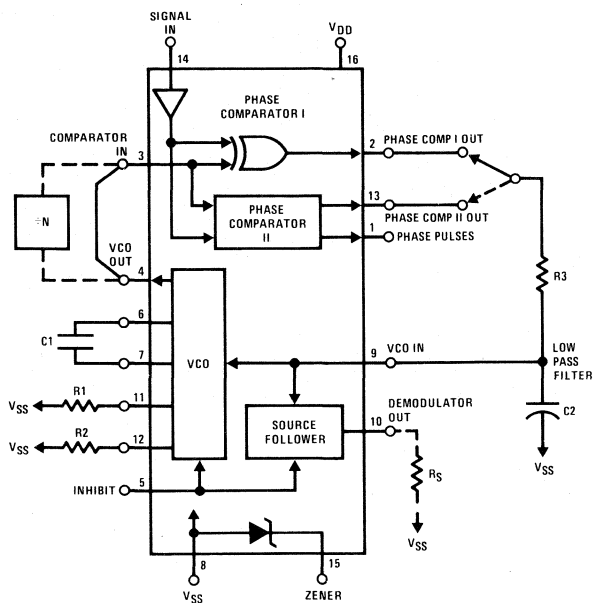 SIGNAL
IN
VDD
14
16
PHASE
COMPARATOR I
COMPARATOR
IN
3
2
PHASE COMP I OUT
÷N
PHASE
COMPARATOR
II
13
PHASE COMP II OUT
1
PHASE PULSES
VCO
OUT
4
R3
6
C1
7
VCO
9
VCO IN
LOW
PASS
FILTER
VSS
R1
11
C2
SOURCE
FOLLOWER
10
DEMODULATOR
OUT
VSS
R2
12
VSS
INHIBIT
5
RS
VSS
8
15
VSS
ZENER